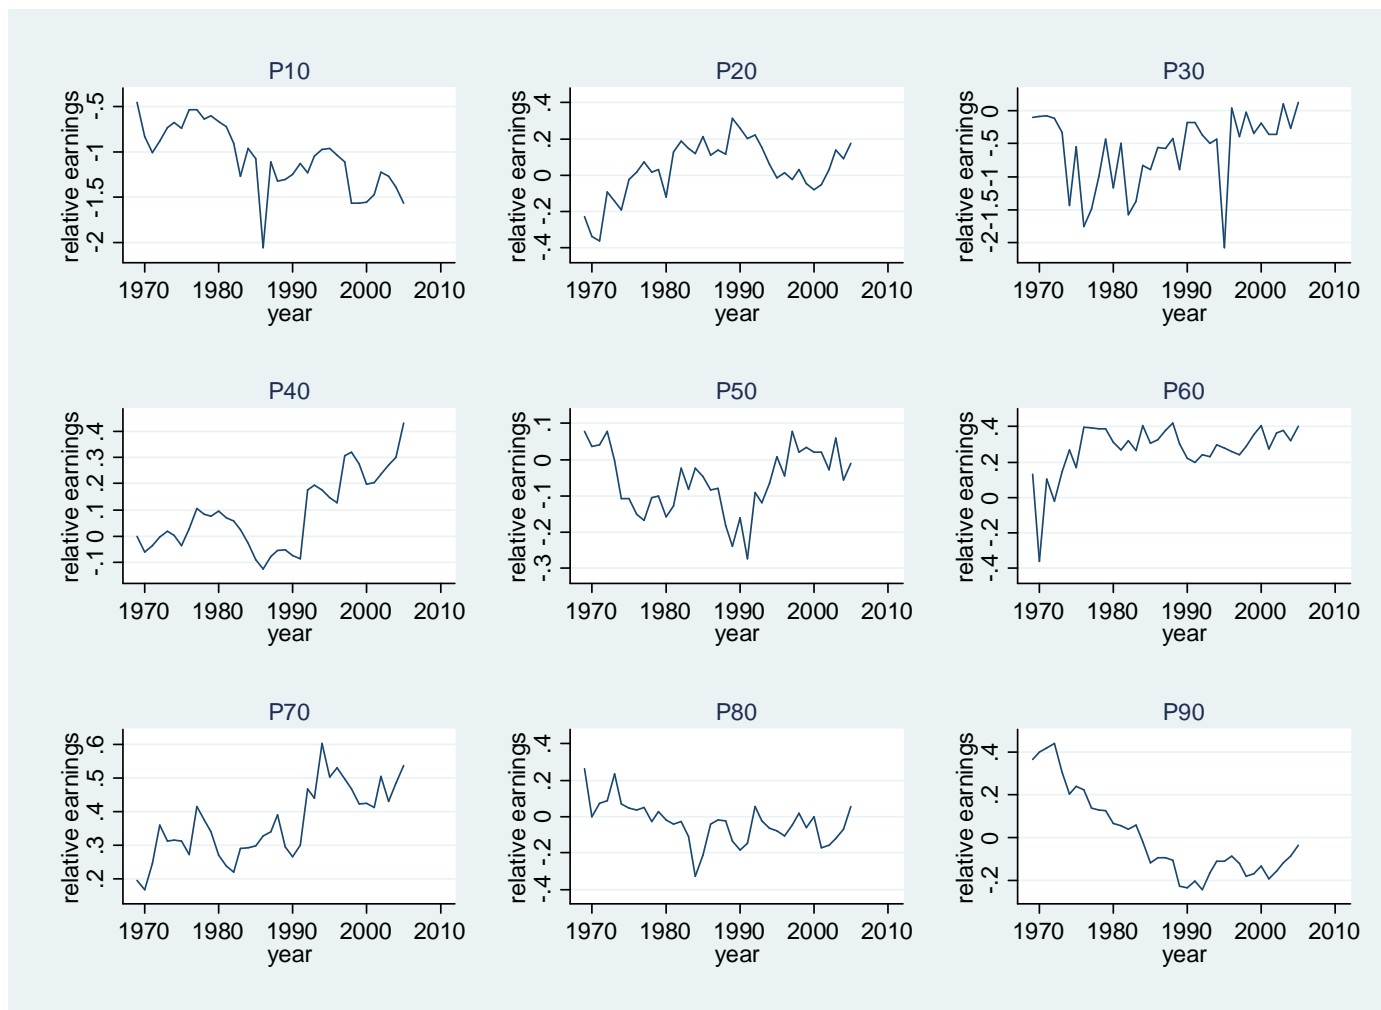 P10
relative earnings
-2 -1.5 -1 -.5
1970 1980 1990 2000 2010
year
P20
relative earnings
-.4 -.2 0 .2 .4
1970 1980 1990 2000 2010
year
P30
relative earnings
-2 -1.5 -1 -.5 0
1970 1980 1990 2000 2010
year
P40
relative earnings
-.1 0 .1 .2 .3 .4
1970 1980 1990 2000 2010
year
P50
relative earnings
-.3 -.2 -.1 0 .1
1970 1980 1990 2000 2010
year
P60
relative earnings
-.4 -.2 0 .2 .4
1970 1980 1990 2000 2010
year
P70
relative earnings
.2 .3 .4 .5 .6
1970 1980 1990 2000 2010
year
P80
relative earnings
-.4 -.2 0 .2 .4
1970 1980 1990 2000 2010
year
P90
relative earnings
-.2 0 .2 .4
1970 1980 1990 2000 2010
year